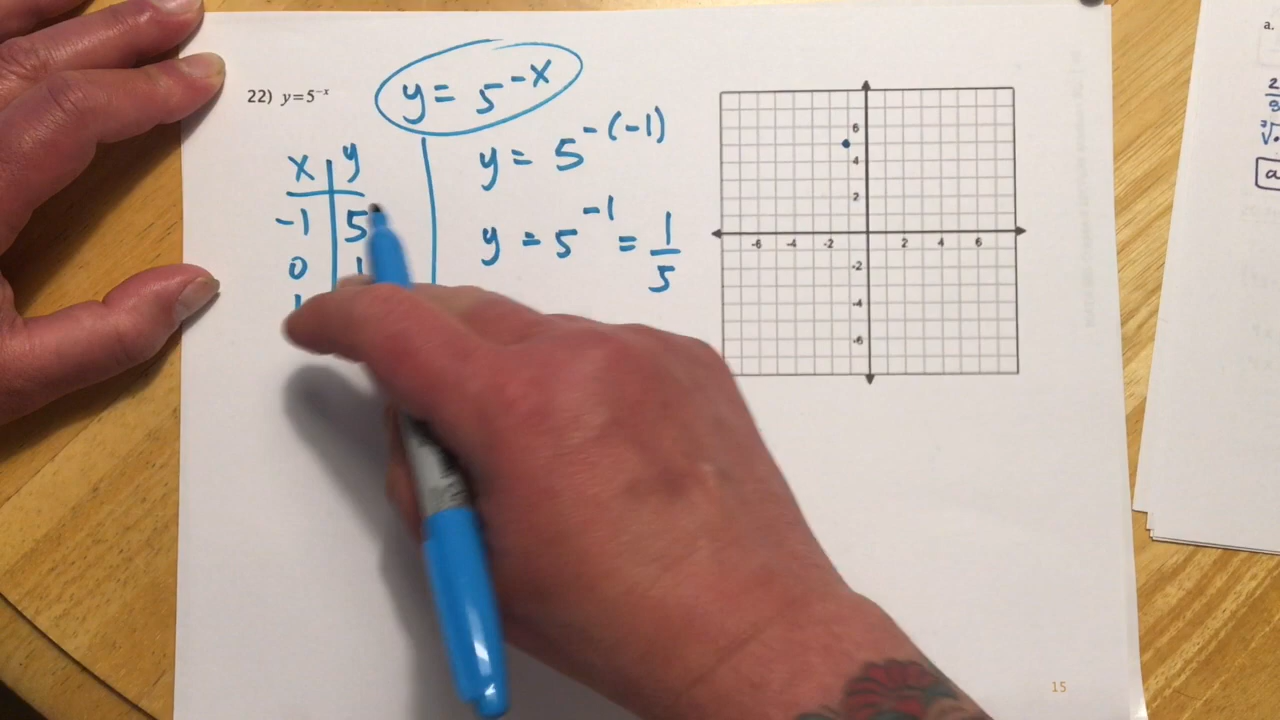 22) y=5^-x
y = 5^-x
y = 5^-(-1)
x y
-1 5
0 1
y = 5^-1 = 1/5
6
4
2
-6 -4 -2 2 4 6
-2
-4
-6
15
a.
2